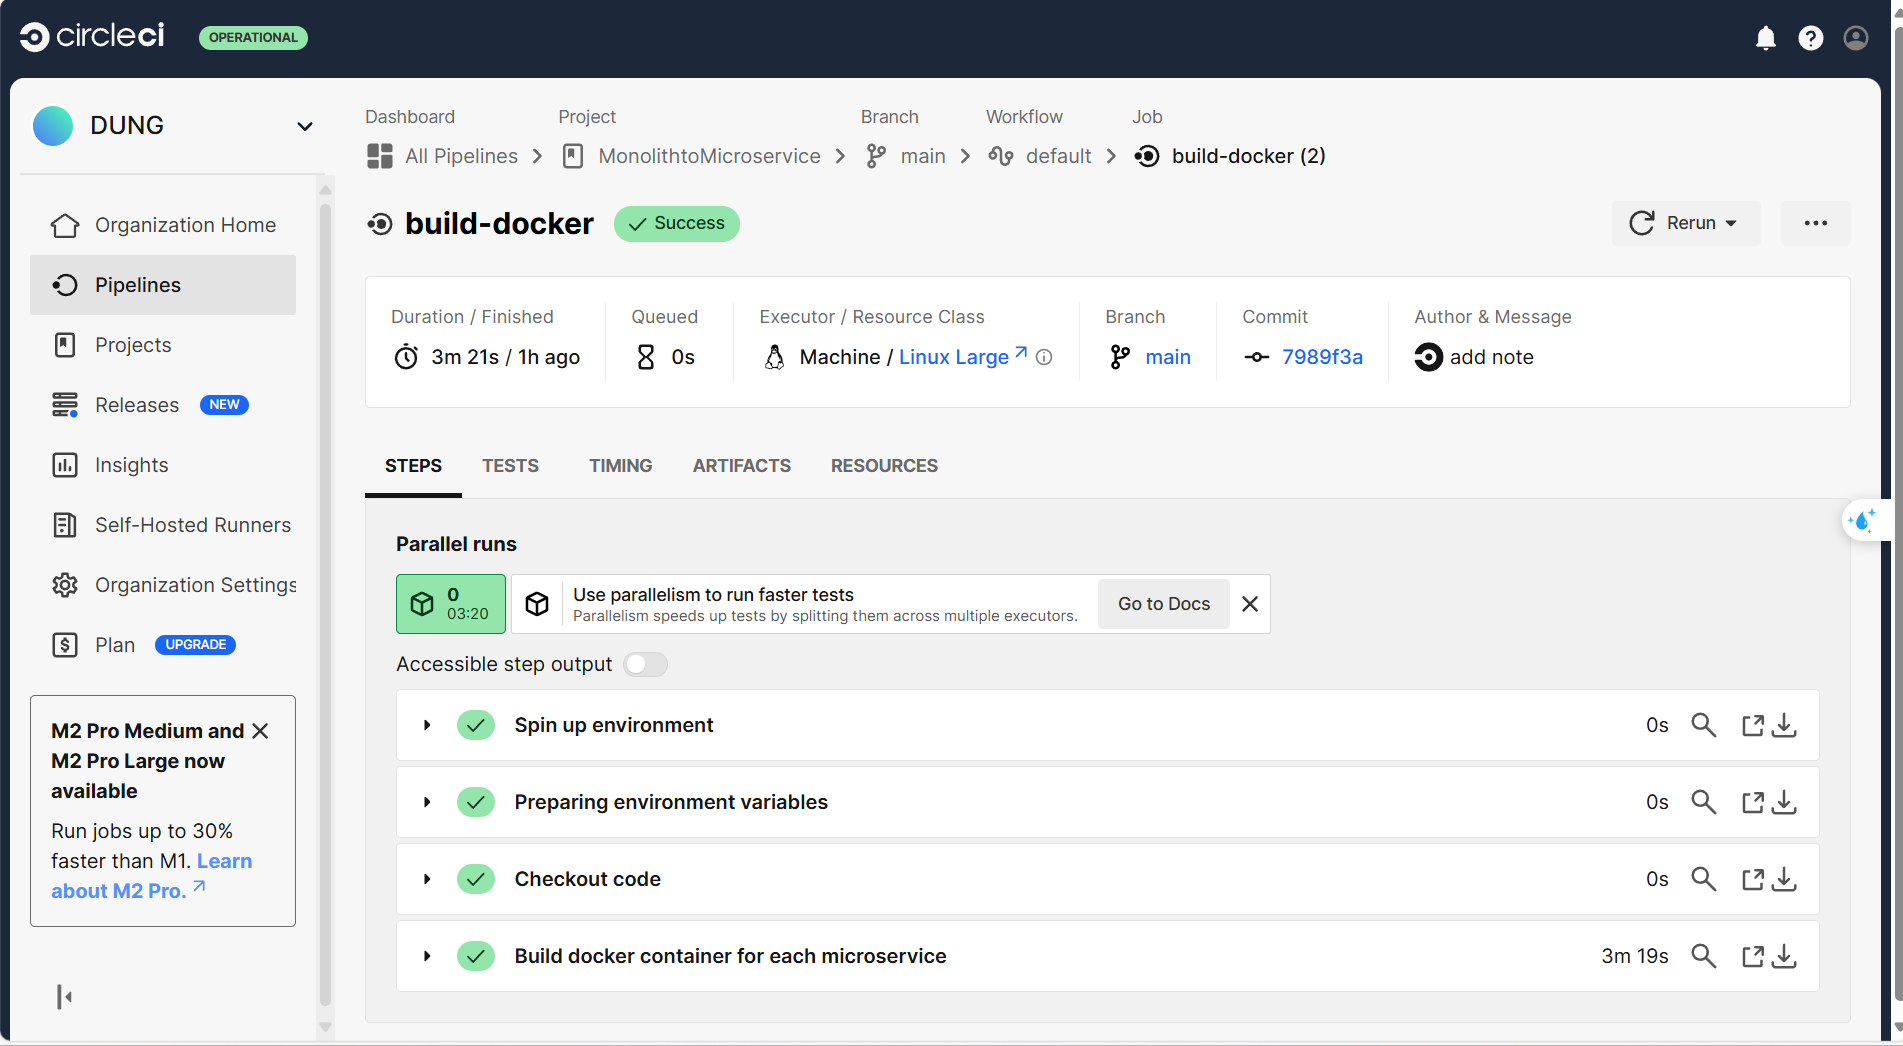 circleci
OPERATIONAL
DUNG
Organization Home
Pipelines
Projects
Releases NEW
Insights
Self-Hosted Runners
Organization Settings
Plan UPGRADE
M2 Pro Medium and
M2 Pro Large now
available
Run jobs up to 30%
faster than M1. Learn
about M2 Pro.
Dashboard Project Branch Workflow Job
All Pipelines MonolithtoMicroservice main default build-docker (2)
build-docker Success
Rerun
Duration / Finished Queued Executor / Resource Class Branch Commit Author & Message
3m 21s / 1h ago 0s Machine / Linux Large main 7989f3a add note
STEPS TESTS TIMING ARTIFACTS RESOURCES
Parallel runs
0
03:20
Use parallelism to run faster tests
Parallelism speeds up tests by splitting them across multiple executors.
Go to Docs
Accessible step output
Spin up environment 0s
Preparing environment variables 0s
Checkout code 0s
Build docker container for each microservice 3m 19s